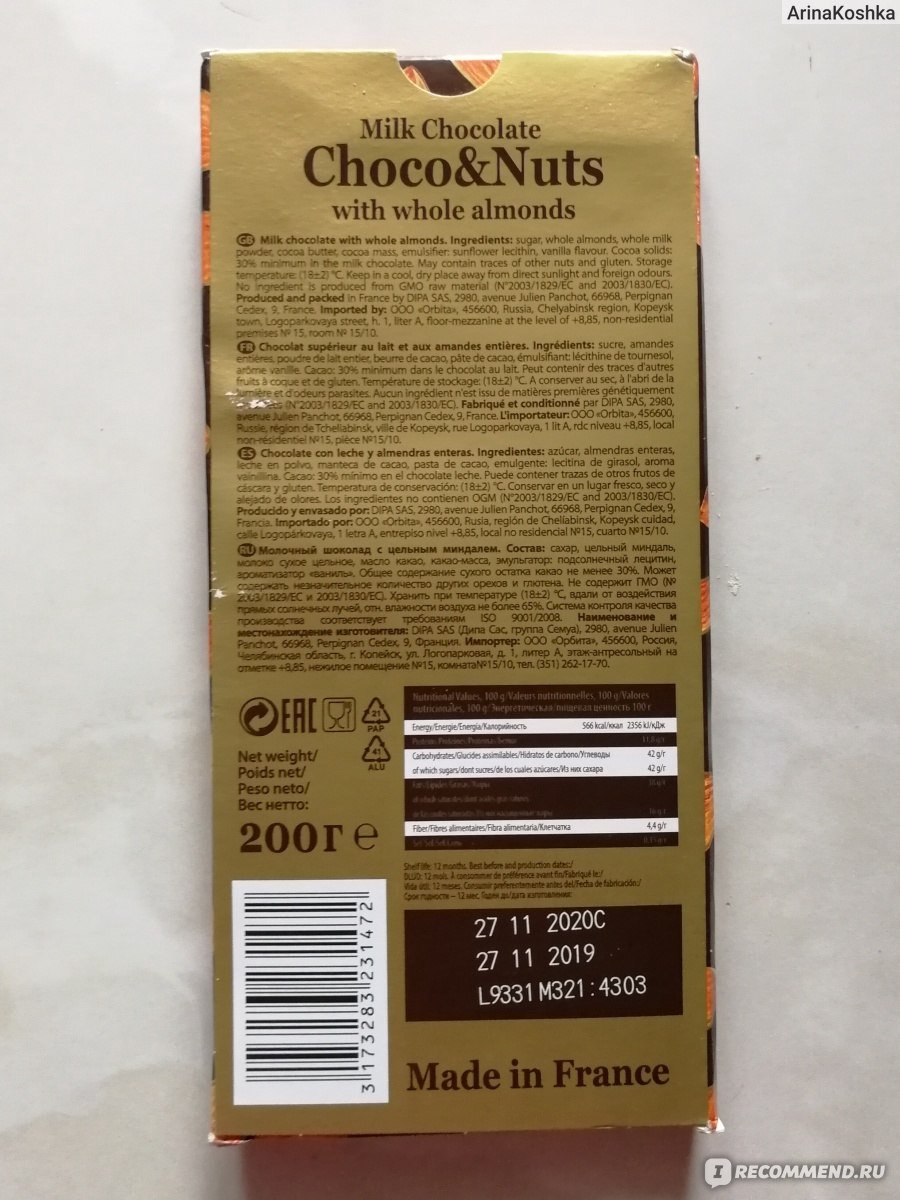 ArinaKoshka
Milk Chocolate
Choco&Nuts
with whole almonds
GB Milk chocolate with whole almonds. Ingredients: sugar, whole almonds, whole milk
powder, cocoa butter, cocoa mass, emulsifier: sunflower lecithin, vanilla flavour. Cocoa solids:
30% minimum in the milk chocolate. May contain traces of other nuts and gluten. Storage
temperature: (18±2) °C. Keep in a cool, dry place away from direct sunlight and foreign odours.
No ingredient is produced from GMO raw material (N°2003/1829/EC and 2003/1830/EC).
Produced and packed in France by DIPA SAS, 2980, avenue Julien Panchot, 66968, Perpignan
Cedex, 9, France. Imported by: OOO «Orbita», 456600, Russia, Chelyabinsk region, Kopeysk
town, Logoparkovaya street, h. 1, liter A, floor-mezzanine at the level of +8,85, non-residential
premises № 15, room № 15/10.
FR Chocolat supérieur au lait et aux amandes entières. Ingrédients: sucre, amandes
entières, poudre de lait entier, beurre de cacao, pâte de cacao, émulsifiant: lécithine de tournesol,
arôme vanille. Cacao: 30% minimum dans le chocolat au lait. Peut contenir des traces d'autres
fruits à coque et de gluten. Température de stockage: (18±2) °C. A conserver au sec, à l'abri de la
lumière et d'odeurs parasites. Aucun ingrédient n'est issu de matières premières génétiquement
(N°2003/1829/EC and 2003/1830/EC). Fabriqué et conditionné par DIPA SAS, 2980,
avenue Julien Panchot, 66968, Perpignan Cedex, 9, France. L'importateur: OOO «Orbita», 456600,
Russie, région de Tcheliabinsk, ville de Kopeysk, rue Logoparkovaya, 1 lit A, rdc niveau +8,85, local
non-résidentiel №15, pièce №15/10.
ES Chocolate con leche y almendras enteras. Ingredientes: azúcar, almendras enteras,
leche en polvo, manteca de cacao, pasta de cacao, emulgente: lecitina de girasol, aroma
vainillina. Cacao: 30% mínimo en el chocolate leche. Puede contener trazas de otros frutos de
cáscara y gluten. Temperatura de conservación: (18±2) °C. Conservar en un lugar fresco, seco y
alejado de olores. Los ingredientes no contienen OGM (N°2003/1829/EC and 2003/1830/EC).
Producido y envasado por: DIPA SAS, 2980, avenue Julien Panchot, 66968, Perpignan Cedex, 9,
Francia. Importado por: OOO «Orbita», 456600, Rusia, región de Cheliabinsk, Kopeysk cuidad,
calle Logopárkovaya, 1 letra A, entrepiso nivel +8,85, local no residencial №15, cuarto №15/10.
RU Молочный шоколад с цельным миндалем. Состав: сахар, цельный миндаль,
молоко сухое цельное, масло какао, какао-масса, эмульгатор: подсолнечный лецитин,
ароматизатор «ваниль». Общее содержание сухого остатка какао не менее 30%. Может
содержать незначительное количество других орехов и глютена. Не содержит ГМО (№
2003/1829/EC и 2003/1830/EC). Хранить при температуре (18±2) °C, вдали от воздействия
прямых солнечных лучей, отн. влажности воздуха не более 65%. Система контроля качества
производства соответствует требованиям ISO 9001/2008. Наименование и
местонахождение изготовителя: DIPA SAS (Дипа Сас, группа Семуа), 2980, avenue Julien
Panchot, 66968, Perpignan Cedex, 9, Франция. Импортер: ООО «Орбита», 456600, Россия,
Челябинская область, г. Копейск, ул. Логопарковая, д. 1, литер А, этаж-антресольный на
отметке +8,85, нежилое помещение №15, комната№15/10, тел. (351) 262-17-70.
EAC
21
PAP
41
ALU
Net weight/
Poids net/
Peso neto/
Вес нетто:
200г e
Nutritional Values, 100 g/Valeurs nutritionnelles, 100 g/Valores
nutricionales, 100 g/Энергетическая/пищевая ценность 100 г
Energy/Energie/Energía/Калорийность 566 kcal/ккал 2356 kJ/кДж
Carbohydrates/Glucides assimilables/Hidratos de carbono/Углеводы 42 g/г
of which sugars/dont sucres/de los cuales azúcares/Из них сахара 42 g/г
Fiber/Fibres alimentaires/Fibra alimentaria/Клетчатка 4,4 g/г
Shelf life: 12 months. Best before and production dates:/
DLUO: 12 mois. A consommer de préférence avant fin/Fabriqué le:/
Vida útil: 12 meses. Consumir preferentemente antes del/Fecha de fabricación:/
Срок годности – 12 мес. Годен до/дата изготовления:
27 11 2020C
27 11 2019
L9331M321:4303
3 173283 231472
Made in France
IRECOMMEND.RU